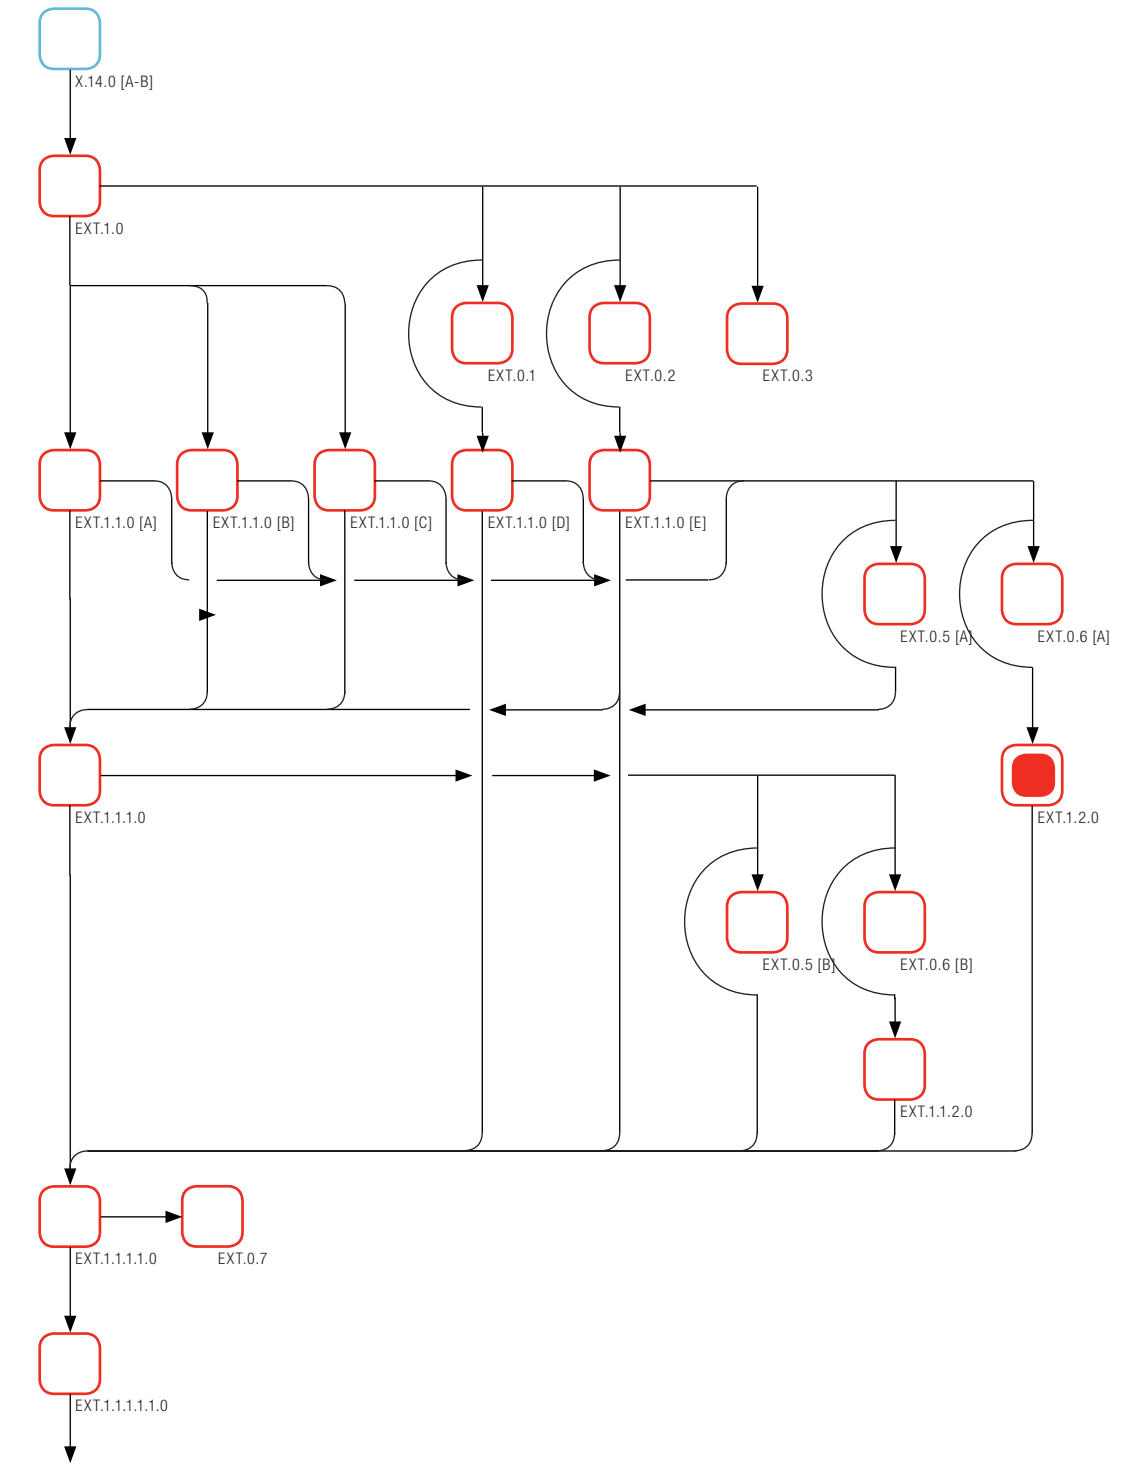 X.14.0 [A-B]
EXT.1.0
EXT.0.1
EXT.0.2
EXT.0.3
EXT.1.1.0 [A]
EXT.1.1.0 [B]
EXT.1.1.0 [C]
EXT.1.1.0 [D]
EXT.1.1.0 [E]
EXT.0.5 [A]
EXT.0.6 [A]
EXT.1.1.1.0
EXT.1.2.0
EXT.0.5 [B]
EXT.0.6 [B]
EXT.1.1.2.0
EXT.1.1.1.1.0
EXT.0.7
EXT.1.1.1.1.1.0